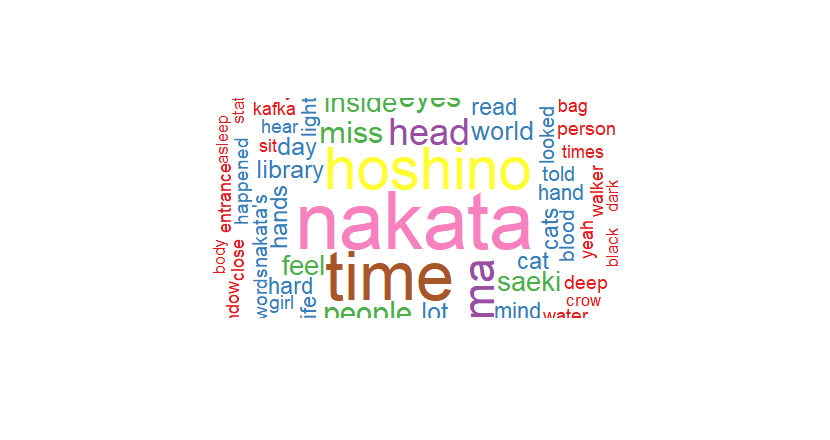 inside
eyes
read
bag
kafka
stat
light
hear
miss
head
world
looked
person
asleep
happened
sit
day
times
library
hoshino
told
hand
walker
dark
entrance
nakata's
hands
nakata
cats
blood
yeah
black
body
close
feel
time
ma
cat
saeki
deep
words
hard
girl
crow
people
lot
mind
water